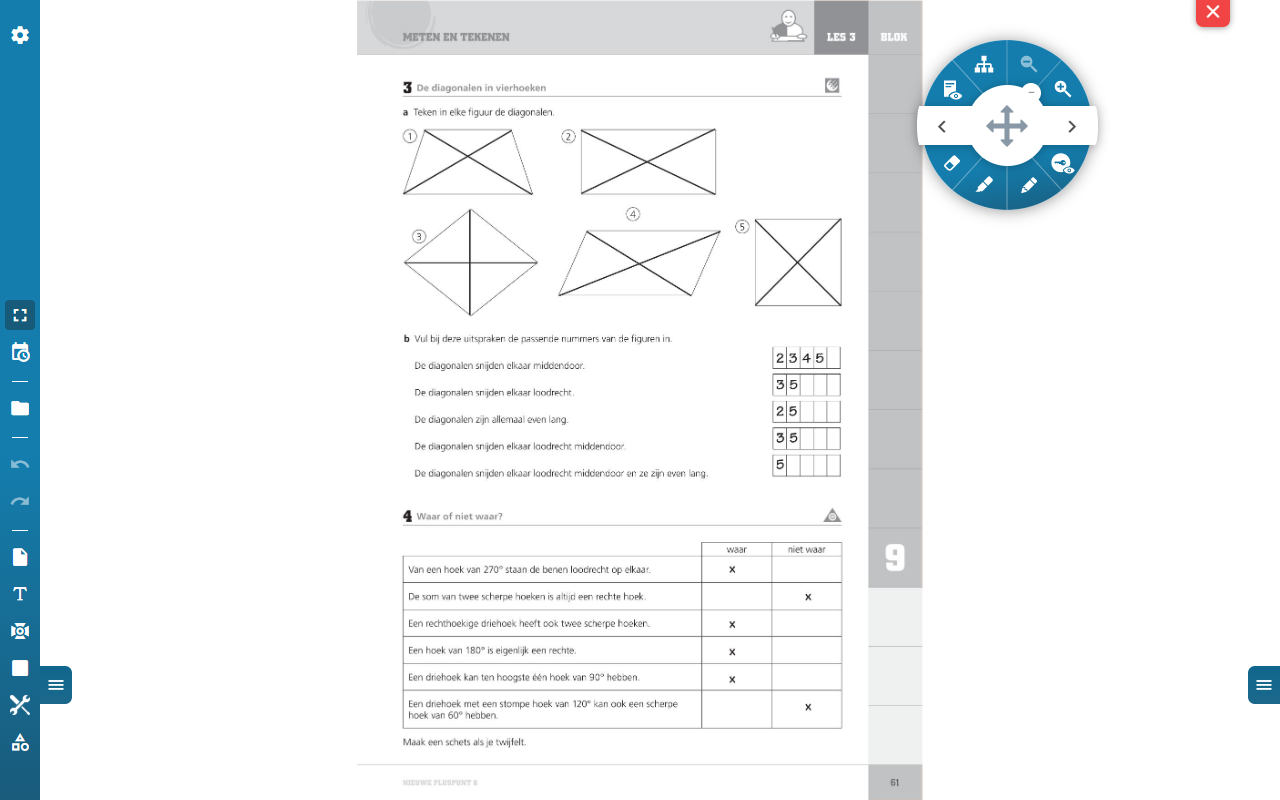 METEN EN TEKENEN
LES 3
BLOK
3 De diagonalen in vierhoeken
a Teken in elke figuur de diagonalen.
1
2
3
4
5
b Vul bij deze uitspraken de passende nummers van de figuren in.
De diagonalen snijden elkaar middendoor. 2 3 4 5
De diagonalen snijden elkaar loodrecht. 3 5
De diagonalen zijn allemaal even lang. 2 5
De diagonalen snijden elkaar loodrecht middendoor. 3 5
De diagonalen snijden elkaar loodrecht middendoor en ze zijn even lang. 5
4 Waar of niet waar?
waar niet waar
Van een hoek van 270° staan de benen loodrecht op elkaar. x
De som van twee scherpe hoeken is altijd een rechte hoek. x
Een rechthoekige driehoek heeft ook twee scherpe hoeken. x
Een hoek van 180° is eigenlijk een rechte. x
Een driehoek kan ten hoogste één hoek van 90° hebben. x
Een driehoek met een stompe hoek van 120° kan ook een scherpe
hoek van 60° hebben. x
Maak een schets als je twijfelt.
9
NIEUWE PLUSPUNT 6
61